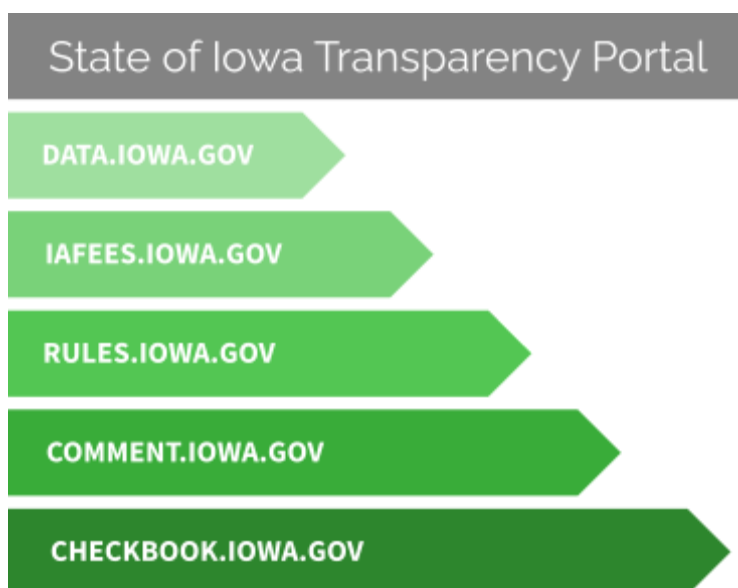 State of Iowa Transparency Portal
DATA.IOWA.GOV
IAFEES.IOWA.GOV
RULES.IOWA.GOV
COMMENT.IOWA.GOV
CHECKBOOK.IOWA.GOV